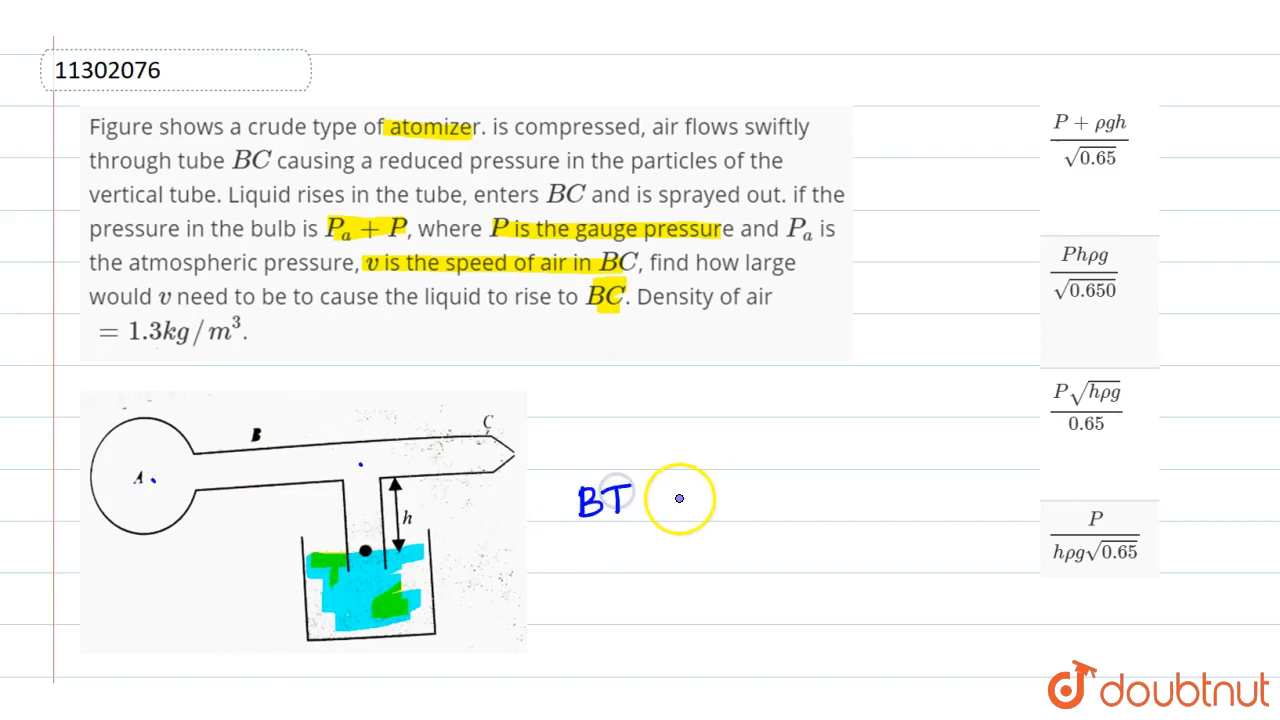 11302076
Figure shows a crude type of atomizer. is compressed, air flows swiftly
through tube BC causing a reduced pressure in the particles of the
vertical tube. Liquid rises in the tube, enters BC and is sprayed out. if the
pressure in the bulb is Pₐ + P, where P is the gauge pressure and Pₐ is
the atmospheric pressure, v is the speed of air in BC, find how large
would v need to be to cause the liquid to rise to BC. Density of air
= 1.3kg/m³.
P + ρgh
√0.65
Phρg
√0.650
P√hρg
0.65
P
hρg√0.65
A
B
C
h
BT
doubtnut